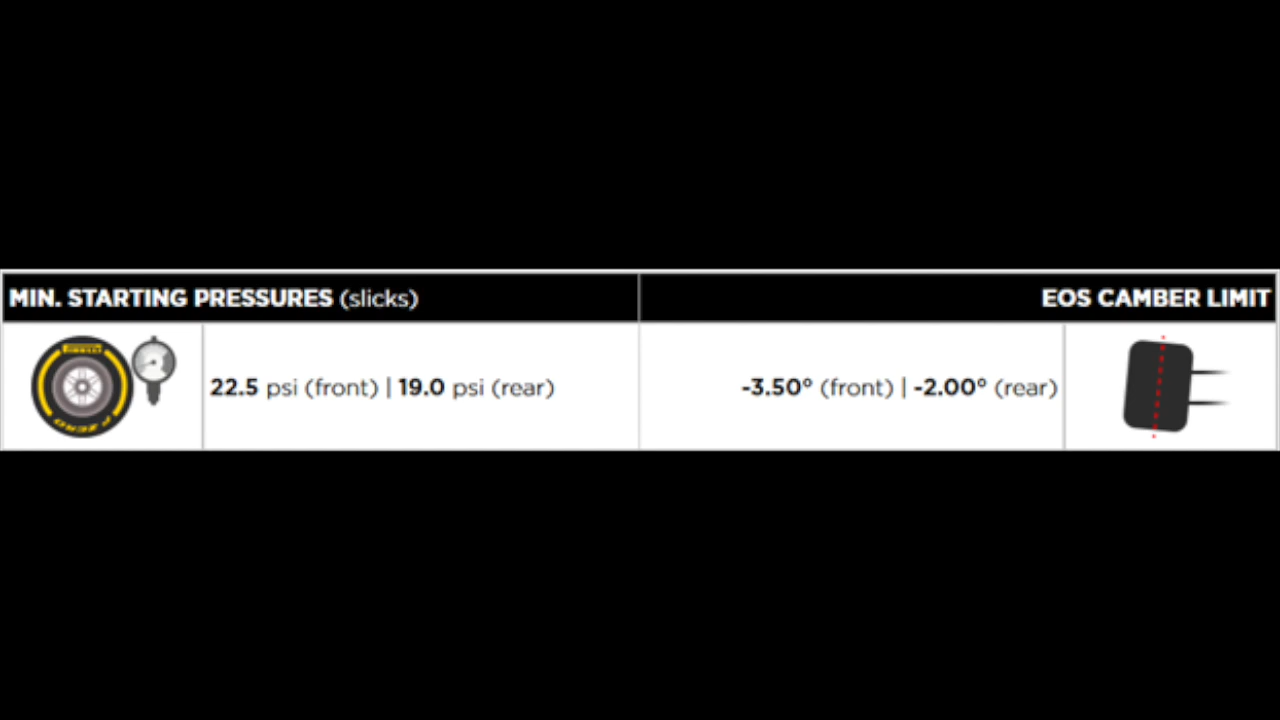 MIN. STARTING PRESSURES (slicks)
EOS CAMBER LIMIT
22.5 psi (front) | 19.0 psi (rear)
-3.50° (front) | -2.00° (rear)
P ZERO